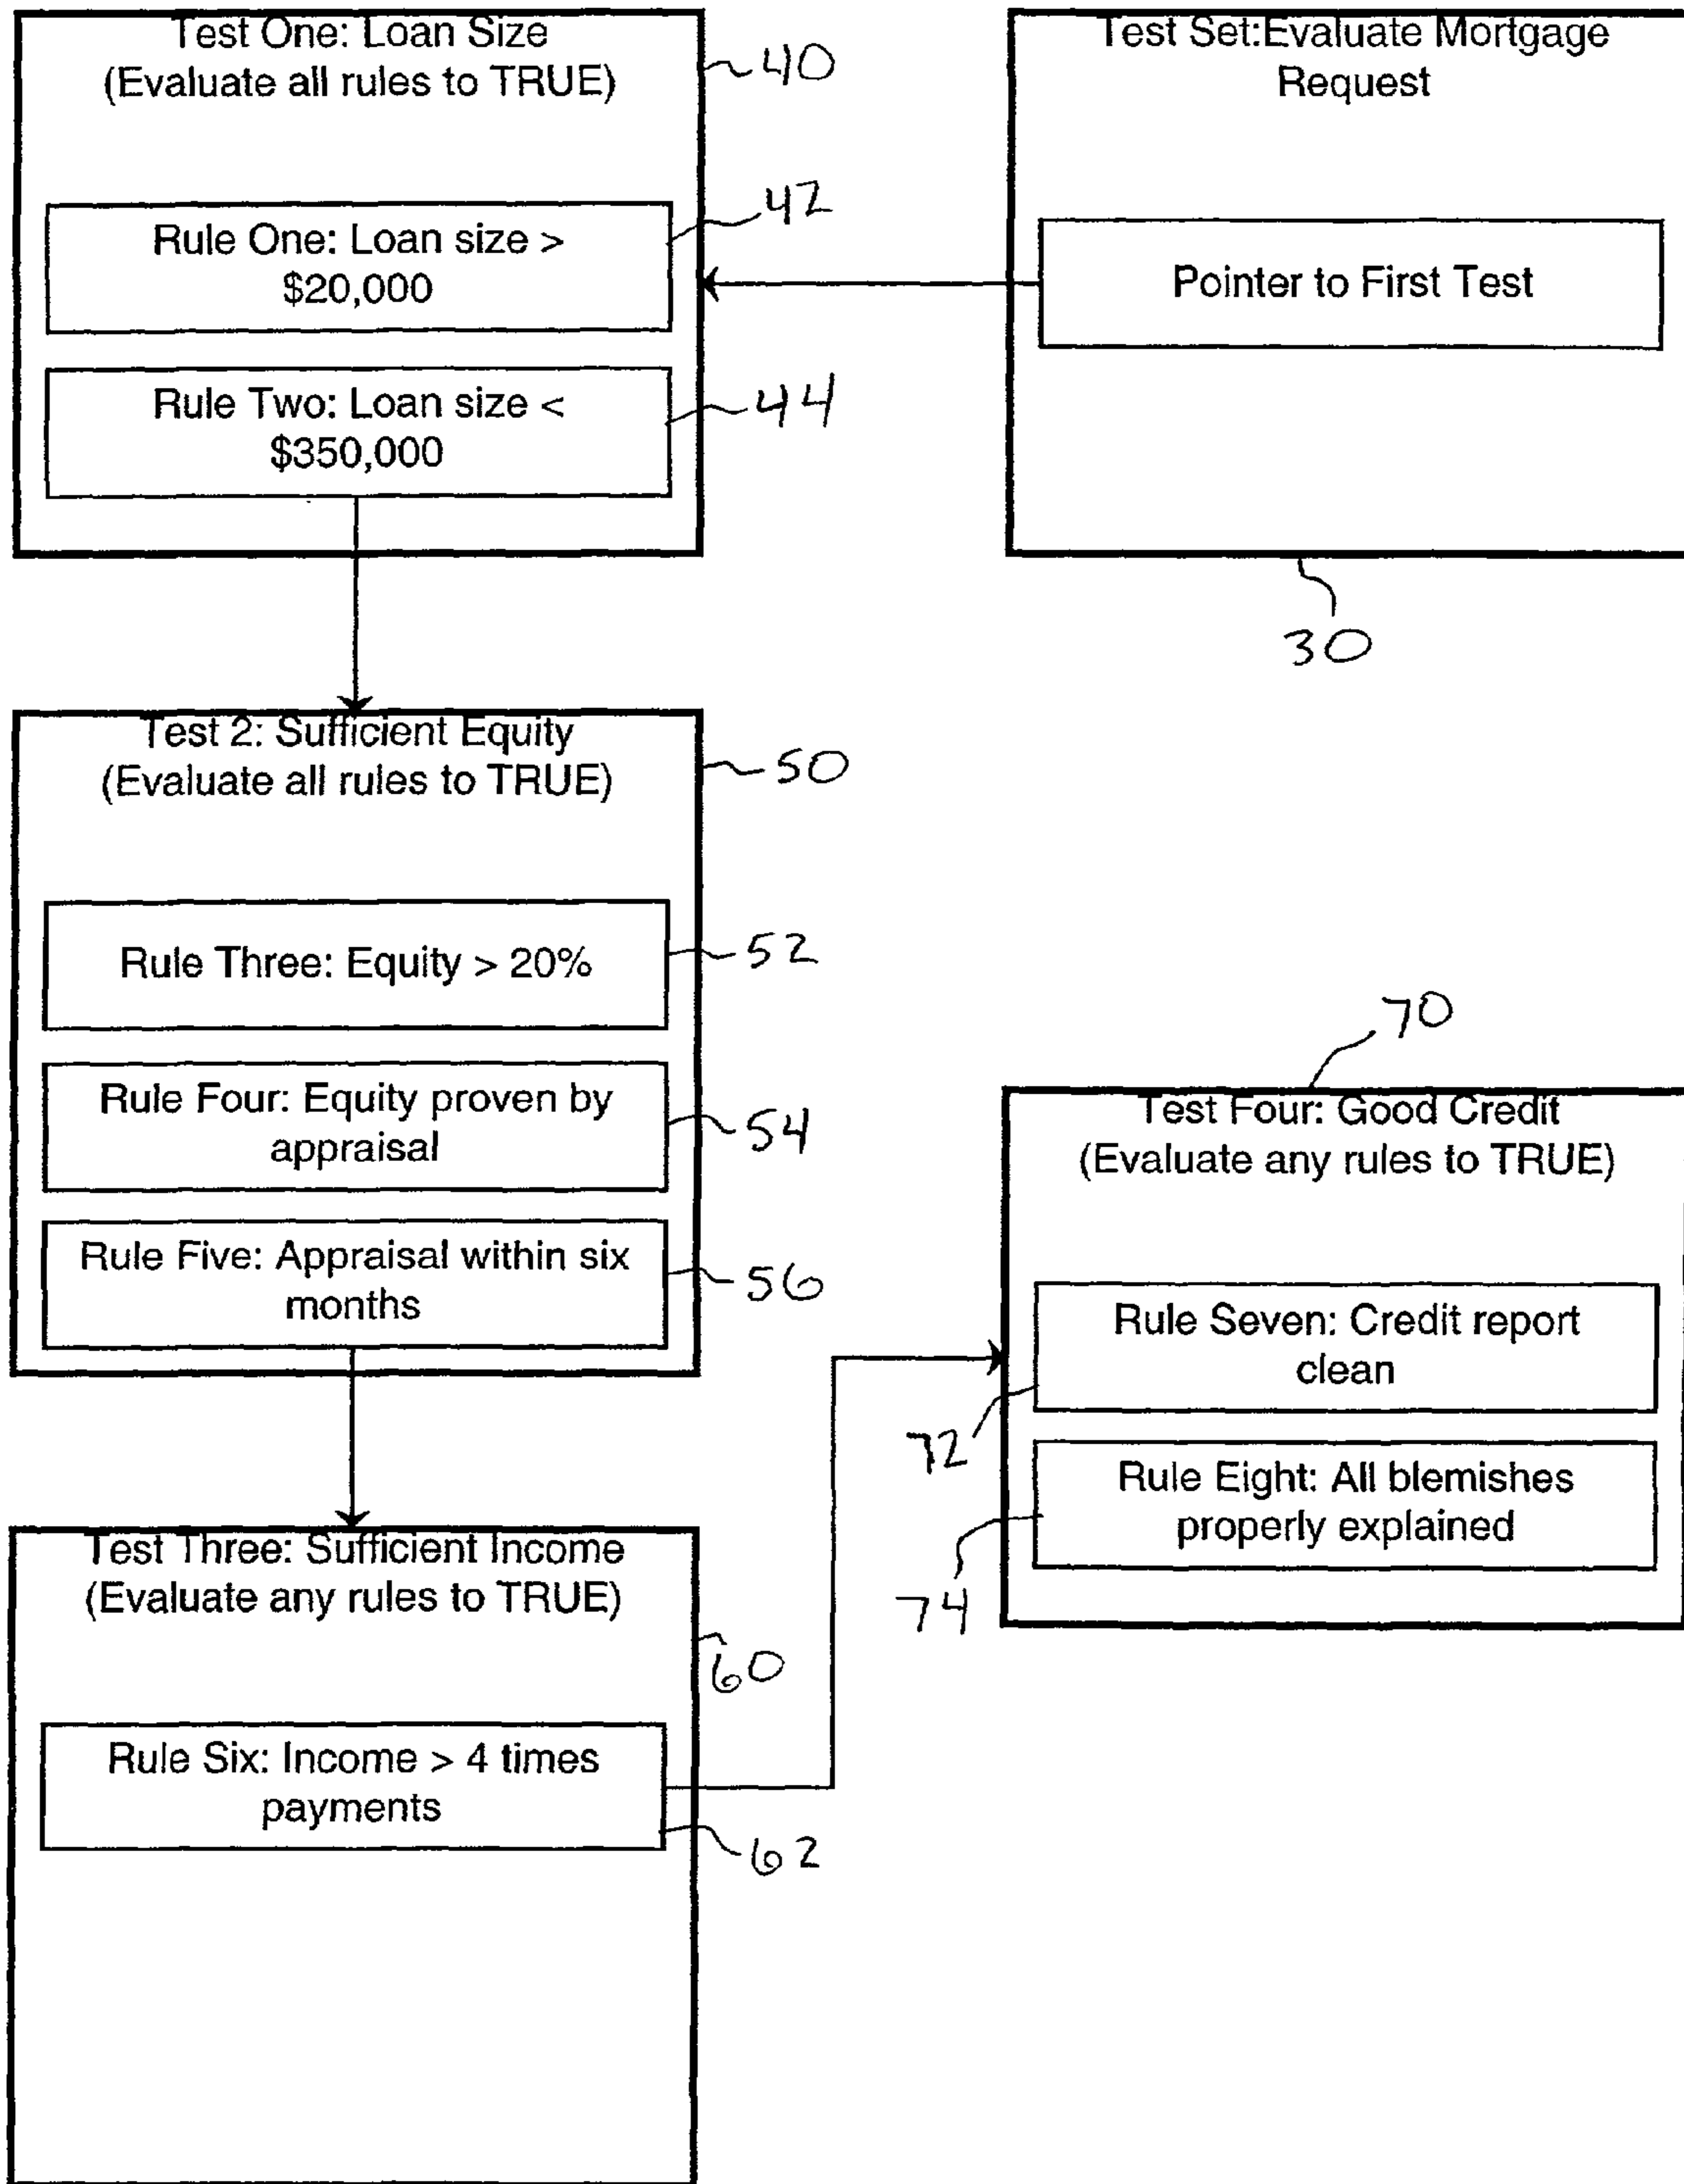 Test One: Loan Size
(Evaluate all rules to TRUE)
40
Rule One: Loan size >
$20,000
42
Rule Two: Loan size <
$350,000
44
Test Set:Evaluate Mortgage
Request
Pointer to First Test
30
Test 2: Sufficient Equity
(Evaluate all rules to TRUE)
50
Rule Three: Equity > 20%
52
Rule Four: Equity proven by
appraisal
54
Rule Five: Appraisal within six
months
56
Test Three: Sufficient Income
(Evaluate any rules to TRUE)
60
Rule Six: Income > 4 times
payments
62
70
Test Four: Good Credit
(Evaluate any rules to TRUE)
Rule Seven: Credit report
clean
72
Rule Eight: All blemishes
properly explained
74